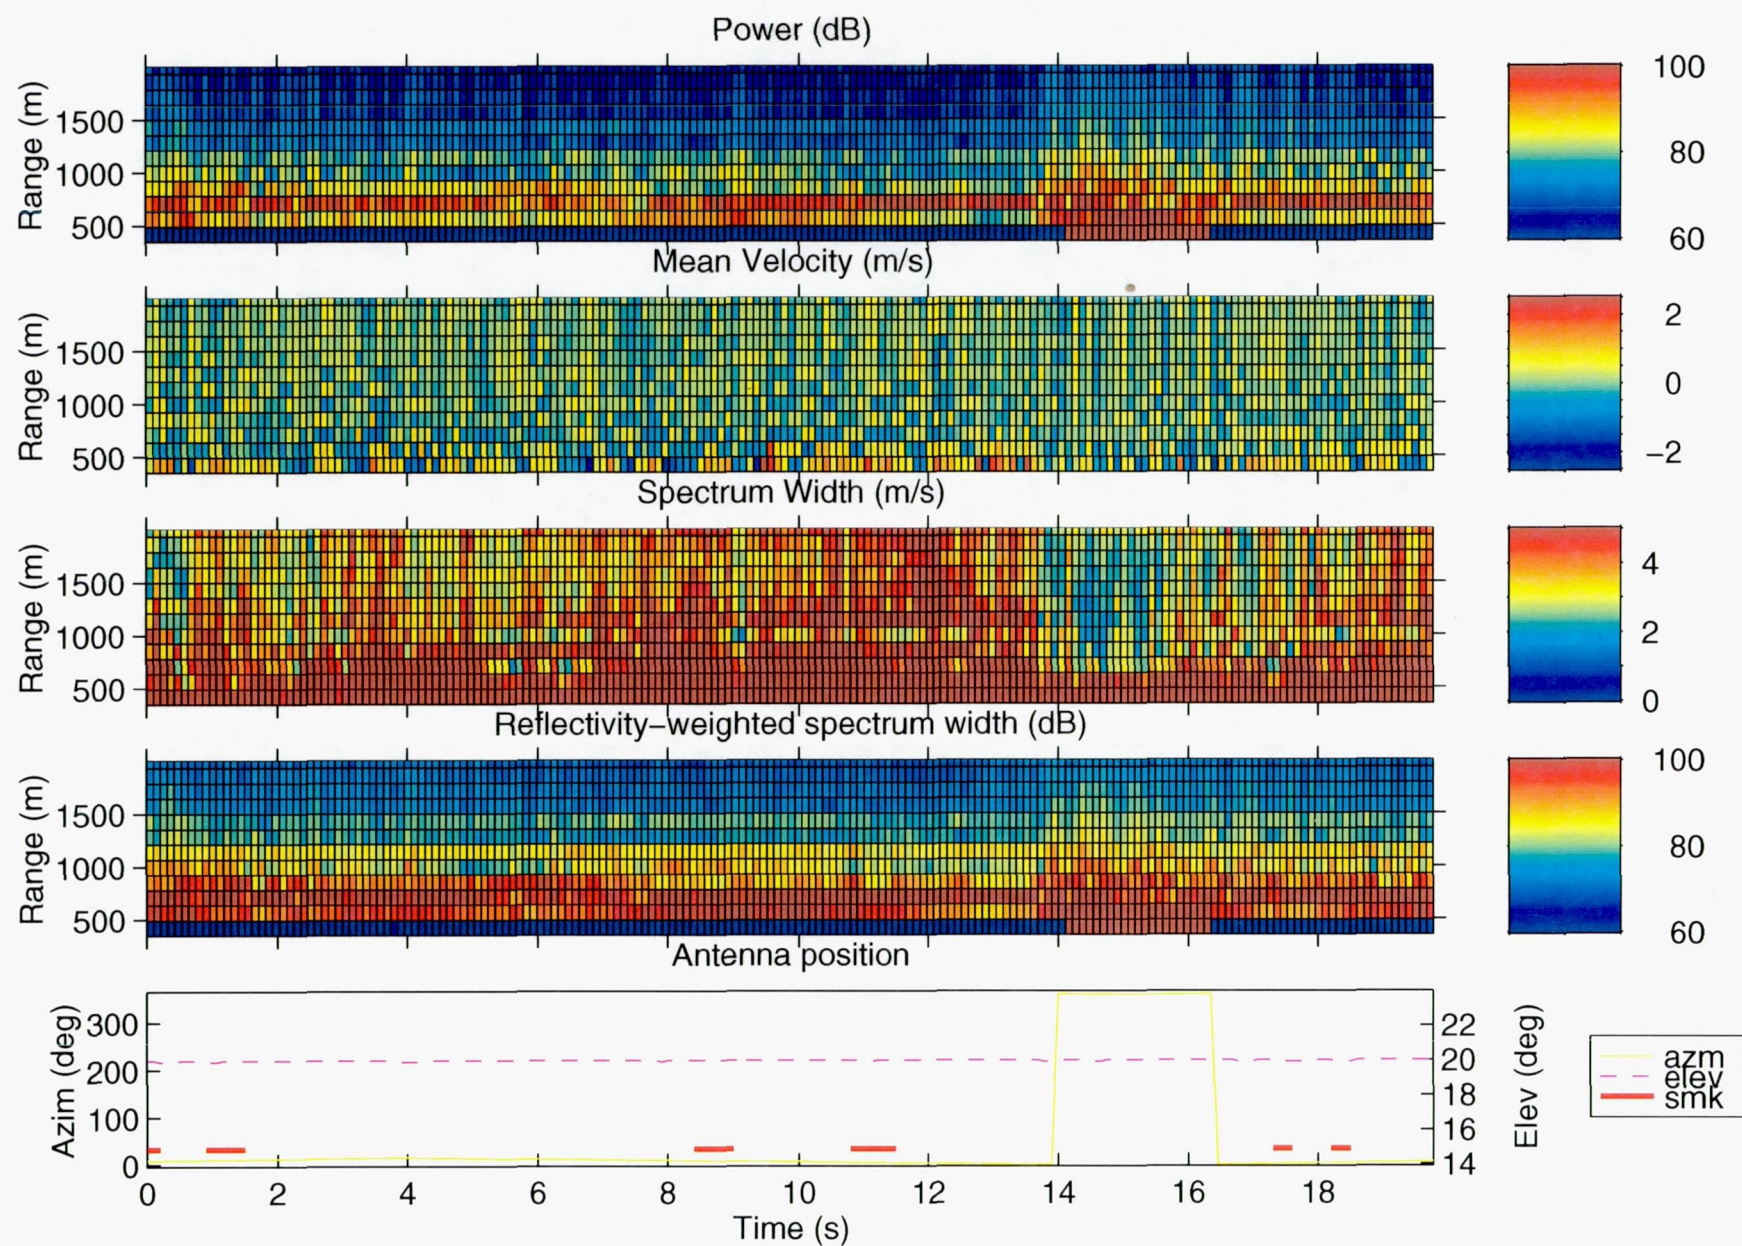 Power (dB)
Range (m)
1500
1000
500
100
80
60
Mean Velocity (m/s)
Range (m)
1500
1000
500
2
0
−2
Spectrum Width (m/s)
Range (m)
1500
1000
500
4
2
0
Reflectivity−weighted spectrum width (dB)
Range (m)
1500
1000
500
100
80
60
Antenna position
Azim (deg)
300
200
100
0
22
20
18
16
14
Elev (deg)
azm
elev
smk
0 2 4 6 8 10 12 14 16 18
Time (s)